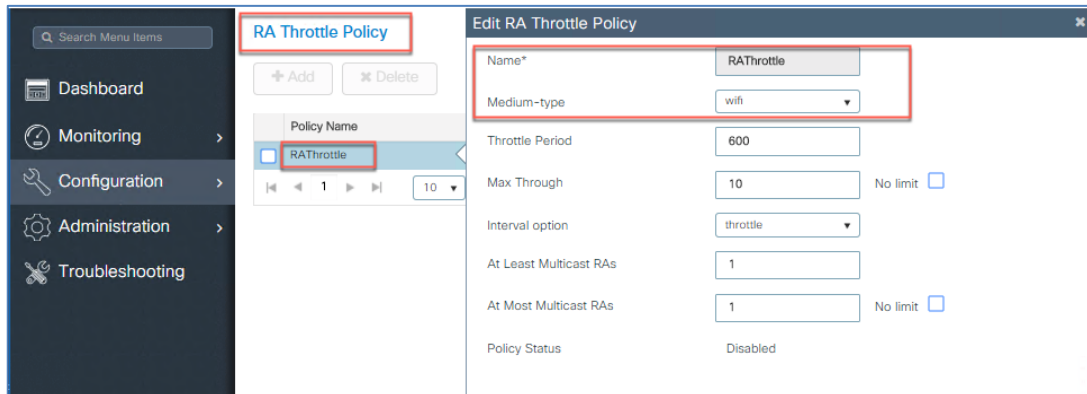 Search Menu Items
Dashboard
Monitoring
Configuration
Administration
Troubleshooting
RA Throttle Policy
Add
Delete
Policy Name
RAThrottle
1
10
Edit RA Throttle Policy
Name* RAThrottle
Medium-type wifi
Throttle Period 600
Max Through 10 No limit
Interval option throttle
At Least Multicast RAs 1
At Most Multicast RAs 1 No limit
Policy Status Disabled